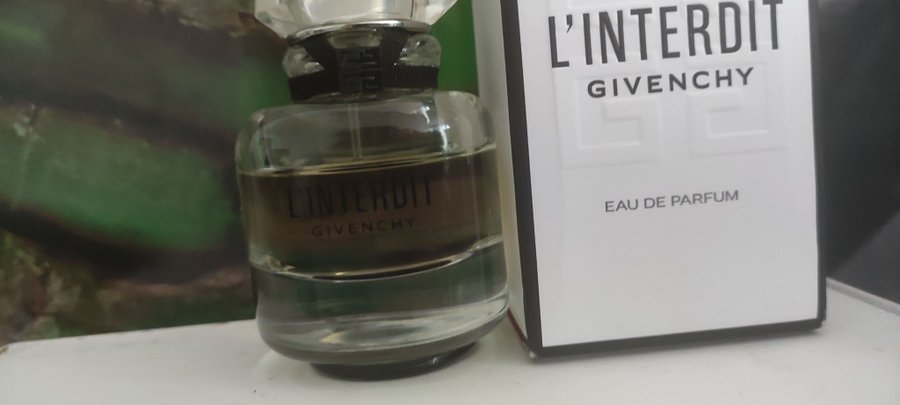 L'INTERDIT
GIVENCHY
L'INTERDIT
GIVENCHY
EAU DE PARFUM